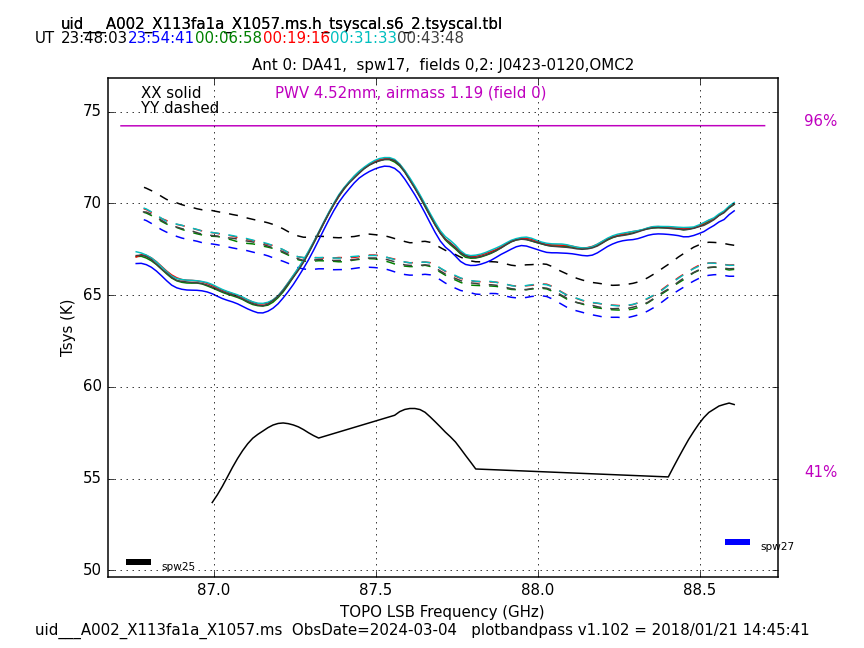 uid___A002_X113fa1a_X1057.ms.h_tsyscal.s6_2.tsyscal.tbl
UT 23:48:03 23:54:41 00:06:58 00:19:16 00:31:33 00:43:48
Ant 0: DA41,  spw17,  fields 0,2: J0423-0120,OMC2
XX solid
PWV 4.52mm, airmass 1.19 (field 0)
YY dashed
75
96%
70
65
Tsys (K)
60
55
41%
50
spw27
spw25
87.0 87.5 88.0 88.5
TOPO LSB Frequency (GHz)
uid___A002_X113fa1a_X1057.ms  ObsDate=2024-03-04   plotbandpass v1.102 = 2018/01/21 14:45:41